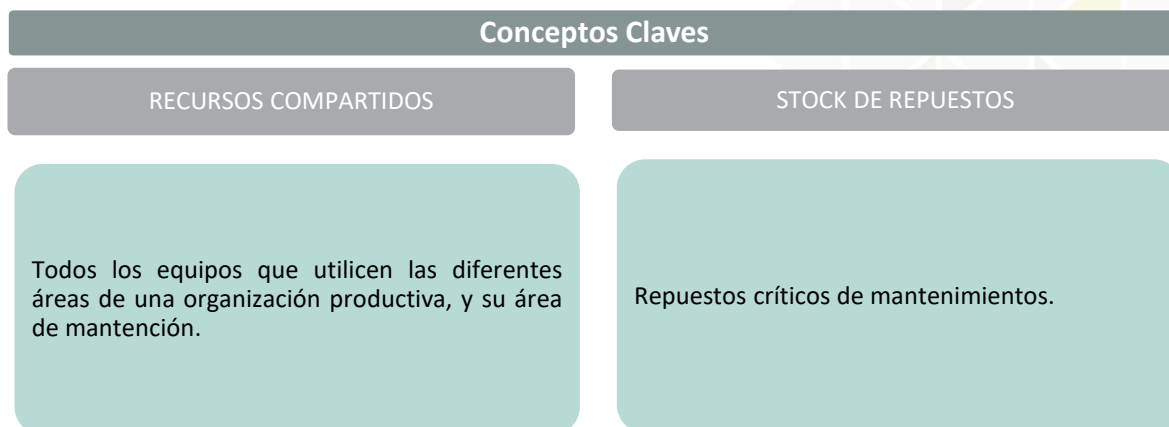 Conceptos Claves
RECURSOS COMPARTIDOS
STOCK DE REPUESTOS
Todos los equipos que utilicen las diferentes
áreas de una organización productiva, y su área
de mantención.
Repuestos críticos de mantenimientos.